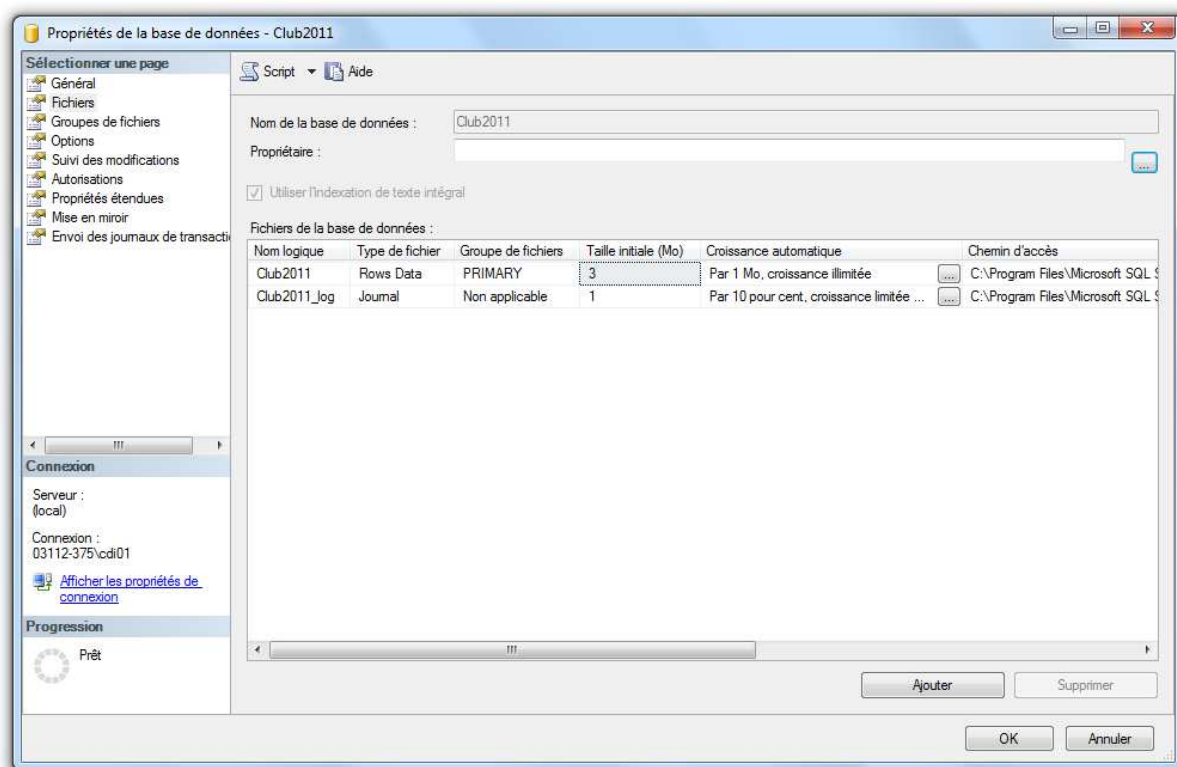 Propriétés de la base de données - Club2011
Sélectionner une page
Général
Fichiers
Groupes de fichiers
Options
Suivi des modifications
Autorisations
Propriétés étendues
Mise en miroir
Envoi des journaux de transacti
Script
Aide
Nom de la base de données :
Club2011
Propriétaire :
...
Utiliser l'indexation de texte intégral
Fichiers de la base de données :
Nom logique Type de fichier Groupe de fichiers Taille initiale (Mo) Croissance automatique Chemin d'accès
Club2011 Rows Data PRIMARY 3 Par 1 Mo, croissance illimitée ... C:\Program Files\Microsoft SQL S
Club2011_log Journal Non applicable 1 Par 10 pour cent, croissance limitée ... ... C:\Program Files\Microsoft SQL S
Connexion
Serveur :
(local)
Connexion :
03112-375\cdi01
Afficher les propriétés de
connexion
Progression
Prêt
Ajouter
Supprimer
OK
Annuler